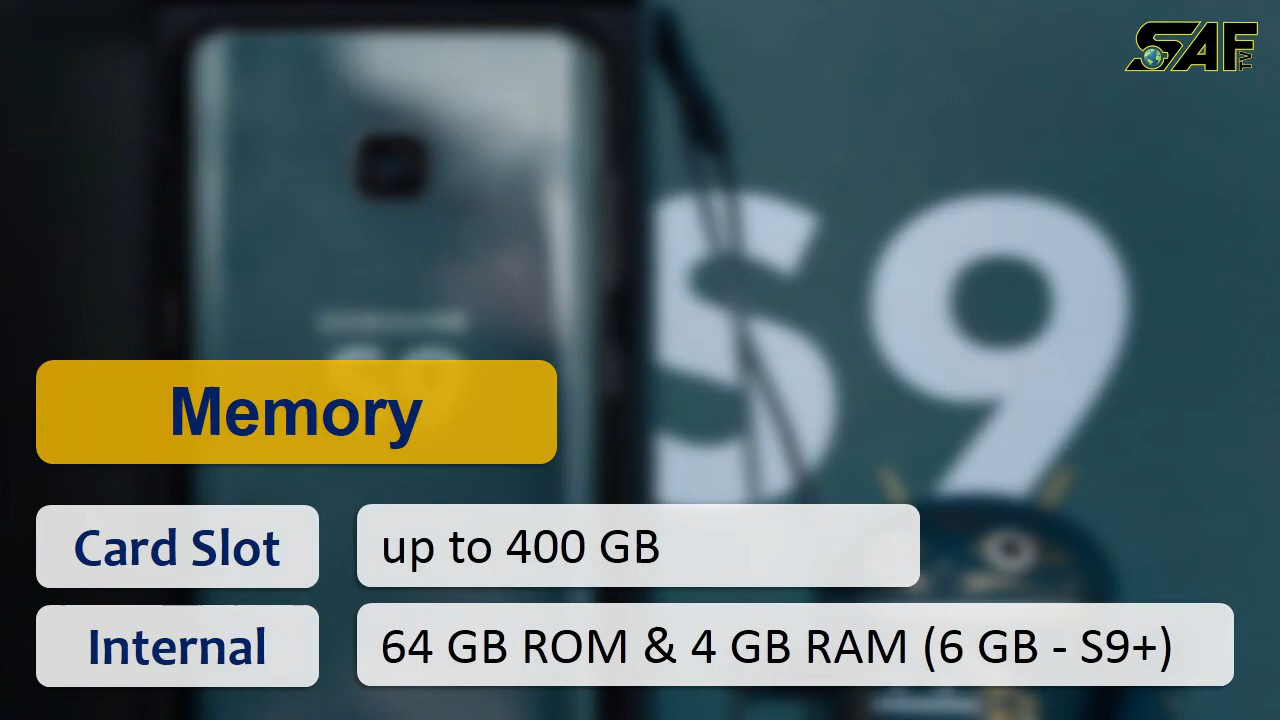 SAF TV
S9
Memory
Card Slot
up to 400 GB
Internal
64 GB ROM & 4 GB RAM (6 GB - S9+)